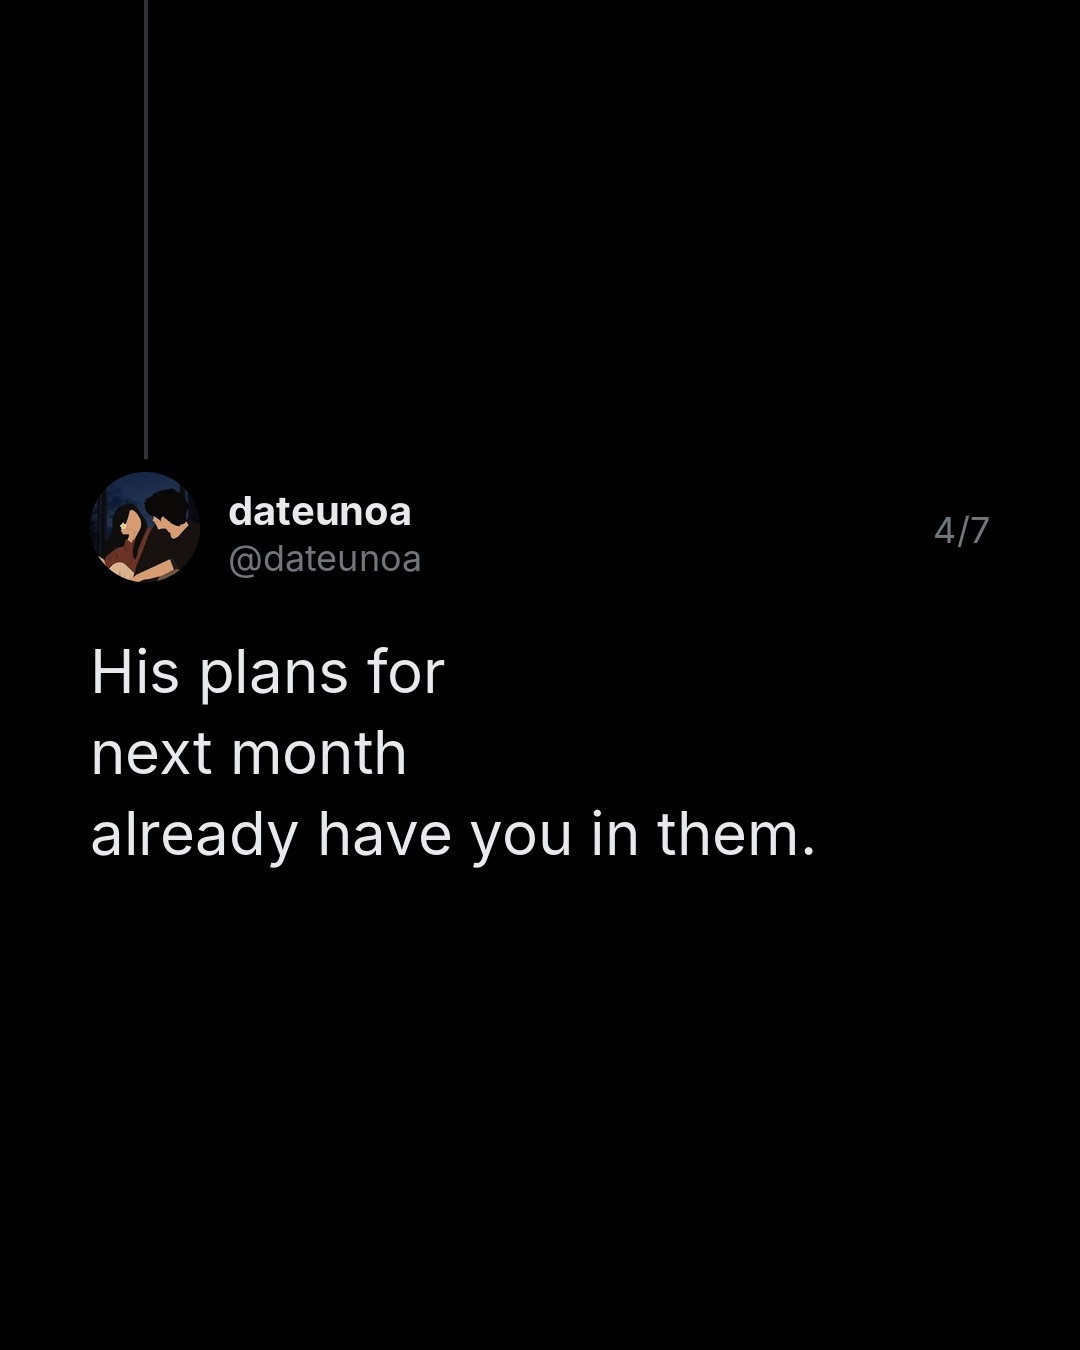 dateunoa
@dateunoa
4/7
His plans for
next month
already have you in them.